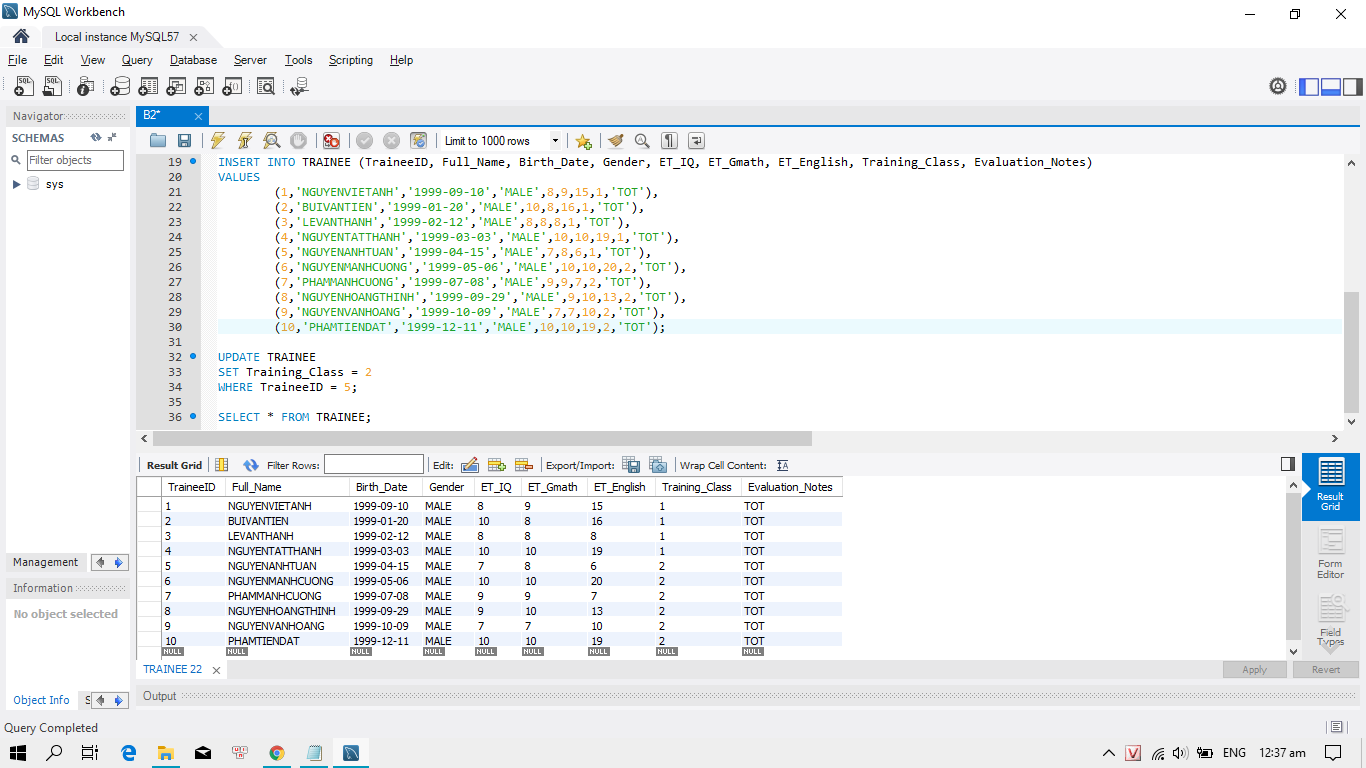 MySQL Workbench
Local instance MySQL57
File Edit View Query Database Server Tools Scripting Help
Navigator
SCHEMAS
Filter objects
sys
Management
Information
No object selected
Object Info S
B2*
Limit to 1000 rows
19 INSERT INTO TRAINEE (TraineeID, Full_Name, Birth_Date, Gender, ET_IQ, ET_Gmath, ET_English, Training_Class, Evaluation_Notes)
20 VALUES
21 (1,'NGUYENVIETANH','1999-09-10','MALE',8,9,15,1,'TOT'),
22 (2,'BUIVANTIEN','1999-01-20','MALE',10,8,16,1,'TOT'),
23 (3,'LEVANTHANH','1999-02-12','MALE',8,8,8,1,'TOT'),
24 (4,'NGUYENTATTHANH','1999-03-03','MALE',10,10,19,1,'TOT'),
25 (5,'NGUYENANHTUAN','1999-04-15','MALE',7,8,6,1,'TOT'),
26 (6,'NGUYENMANHCUONG','1999-05-06','MALE',10,10,20,2,'TOT'),
27 (7,'PHAMMANHCUONG','1999-07-08','MALE',9,9,7,2,'TOT'),
28 (8,'NGUYENHOANGTHINH','1999-09-29','MALE',9,10,13,2,'TOT'),
29 (9,'NGUYENVANHOANG','1999-10-09','MALE',7,7,10,2,'TOT'),
30 (10,'PHAMTIENDAT','1999-12-11','MALE',10,10,19,2,'TOT');
31
32 UPDATE TRAINEE
33 SET Training_Class = 2
34 WHERE TraineeID = 5;
35
36 SELECT * FROM TRAINEE;
Result Grid Filter Rows: Edit: Export/Import: Wrap Cell Content:
TraineeID Full_Name Birth_Date Gender ET_IQ ET_Gmath ET_English Training_Class Evaluation_Notes
1 NGUYENVIETANH 1999-09-10 MALE 8 9 15 1 TOT
2 BUIVANTIEN 1999-01-20 MALE 10 8 16 1 TOT
3 LEVANTHANH 1999-02-12 MALE 8 8 8 1 TOT
4 NGUYENTATTHANH 1999-03-03 MALE 10 10 19 1 TOT
5 NGUYENANHTUAN 1999-04-15 MALE 7 8 6 2 TOT
6 NGUYENMANHCUONG 1999-05-06 MALE 10 10 20 2 TOT
7 PHAMMANHCUONG 1999-07-08 MALE 9 9 7 2 TOT
8 NGUYENHOANGTHINH 1999-09-29 MALE 9 10 13 2 TOT
9 NGUYENVANHOANG 1999-10-09 MALE 7 7 10 2 TOT
10 PHAMTIENDAT 1999-12-11 MALE 10 10 19 2 TOT
NULL NULL NULL NULL NULL NULL NULL NULL NULL
Result
Grid
Form
Editor
Field
Types
TRAINEE 22
Apply Revert
Output
Query Completed
ENG 12:37 am